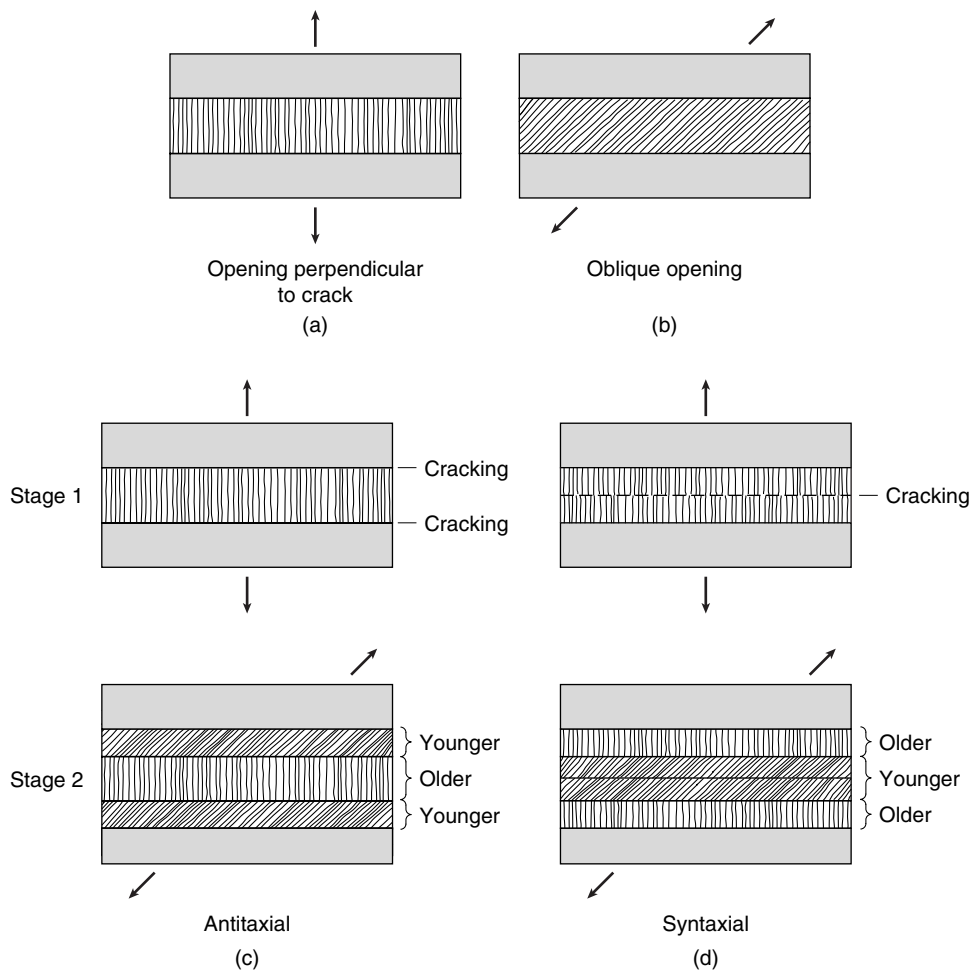 Opening perpendicular
to crack
(a)
Oblique opening
(b)
Stage 1
Cracking
Cracking
Cracking
Stage 2
Younger
Older
Younger
Older
Younger
Older
Antitaxial
(c)
Syntaxial
(d)